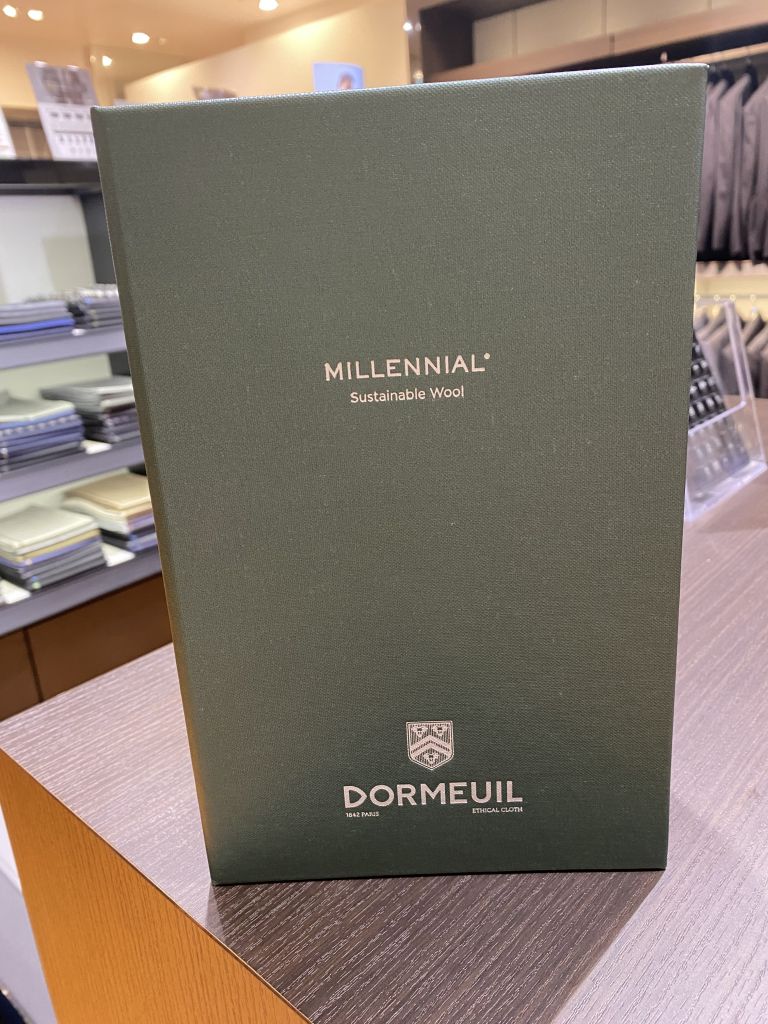 MILLENNIAL
Sustainable Wool
DORMEUIL
1842 PARIS ETHICAL CLOTH